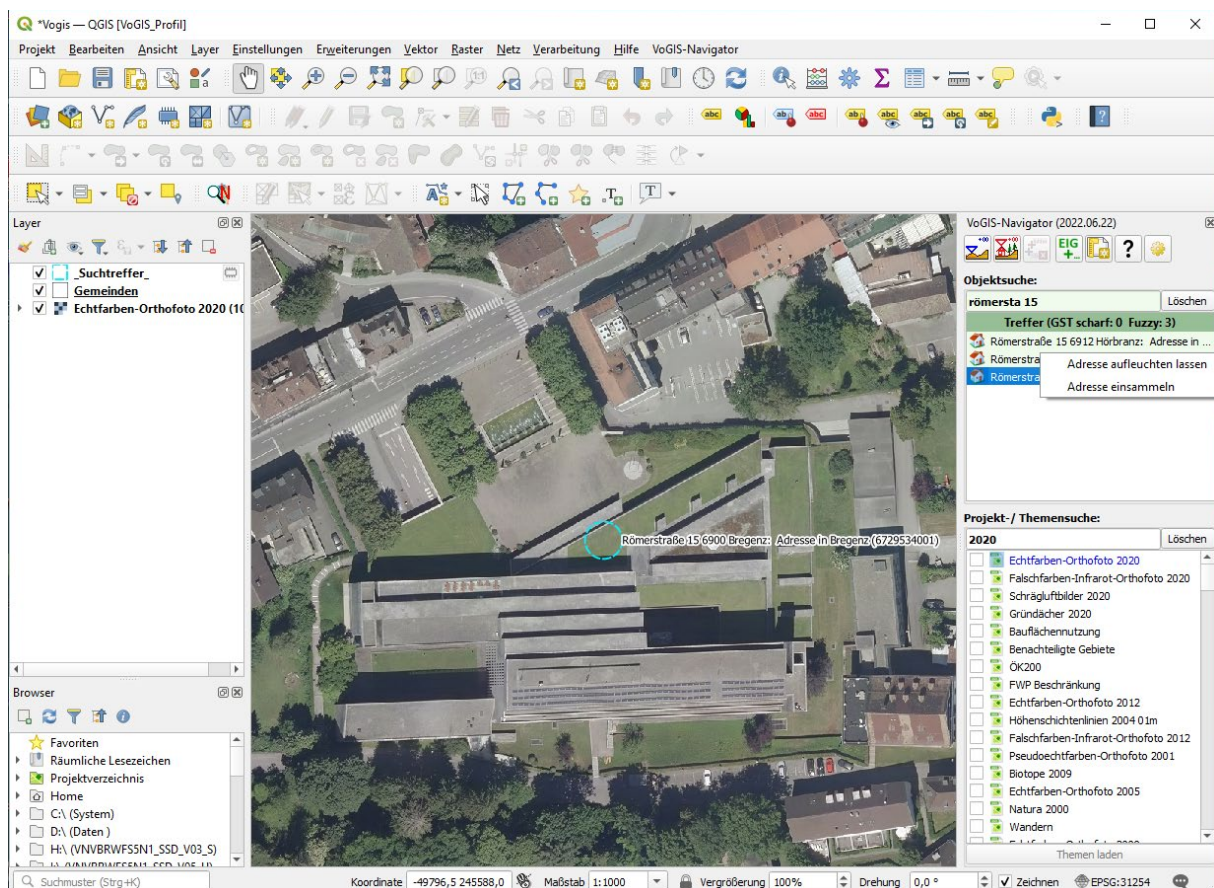 *Vogis — QGIS [VoGIS_Profil]
Projekt Bearbeiten Ansicht Layer Einstellungen Erweiterungen Vektor Raster Netz Verarbeitung Hilfe VoGIS-Navigator
Layer
_Suchtreffer_
Gemeinden
Echtfarben-Orthofoto 2020 (10
Römerstraße 15 6900 Bregenz: Adresse in Bregenz (6729534001)
VoGIS-Navigator (2022.06.22)
EIG
Objektsuche:
römersta 15 Löschen
Treffer (GST scharf: 0 Fuzzy: 3)
Römerstraße 15 6912 Hörbranz: Adresse in ...
Römerstra
Römerstra
Adresse aufleuchten lassen
Adresse einsammeln
Projekt-/ Themensuche:
2020 Löschen
Echtfarben-Orthofoto 2020
Falschfarben-Infrarot-Orthofoto 2020
Schrägluftbilder 2020
Gründächer 2020
Bauflächennutzung
Benachteiligte Gebiete
ÖK200
FWP Beschränkung
Echtfarben-Orthofoto 2012
Höhenschichtenlinien 2004 01m
Falschfarben-Infrarot-Orthofoto 2012
Pseudoechtfarben-Orthofoto 2001
Biotope 2009
Echtfarben-Orthofoto 2005
Natura 2000
Wandern
Themen laden
Browser
Favoriten
Räumliche Lesezeichen
Projektverzeichnis
Home
C:\ (System)
D:\ (Daten )
H:\ (VNVBRWFS5N1_SSD_V03_S)
Suchmuster (Strg+K) Koordinate -49796,5 245588,0 Maßstab 1:1000 Vergrößerung 100% Drehung 0,0 ° Zeichnen EPSG:31254